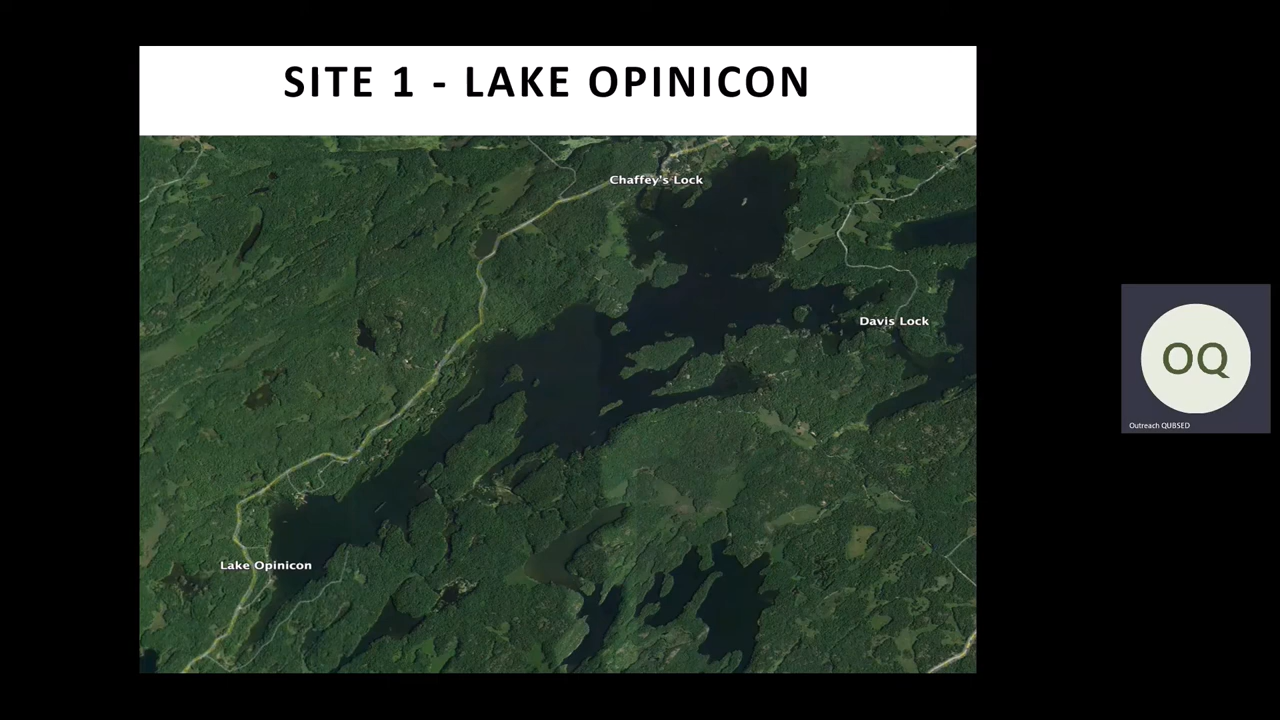 SITE 1 - LAKE OPINICON
Chaffey's Lock
Davis Lock
Lake Opinicon
OQ
Outreach QUBSED